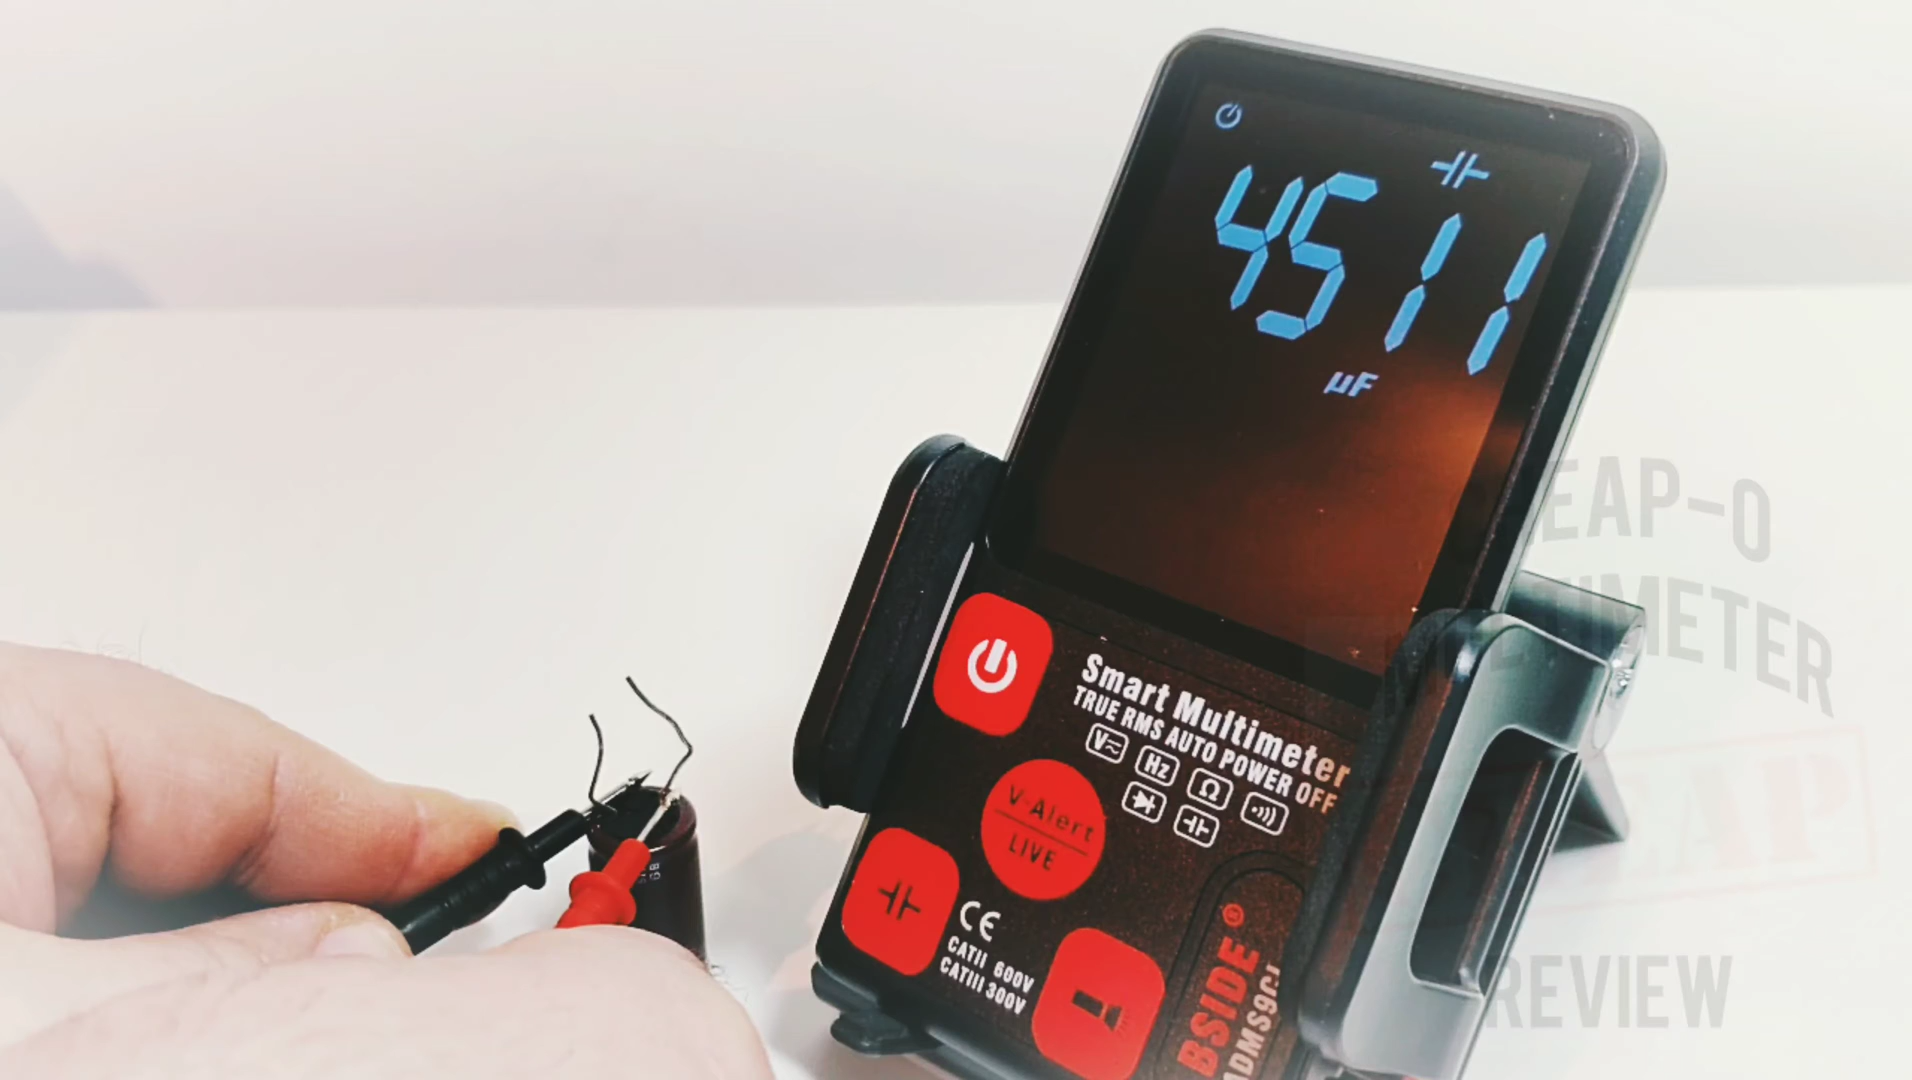 4511
µF
Smart Multimeter
TRUE RMS AUTO POWER OFF
V
Hz
Ω
V-Alert
LIVE
CE
CATII 600V
CATIII 300V
BSIDE®
ADMS9CL
EAP-O
METER
REVIEW